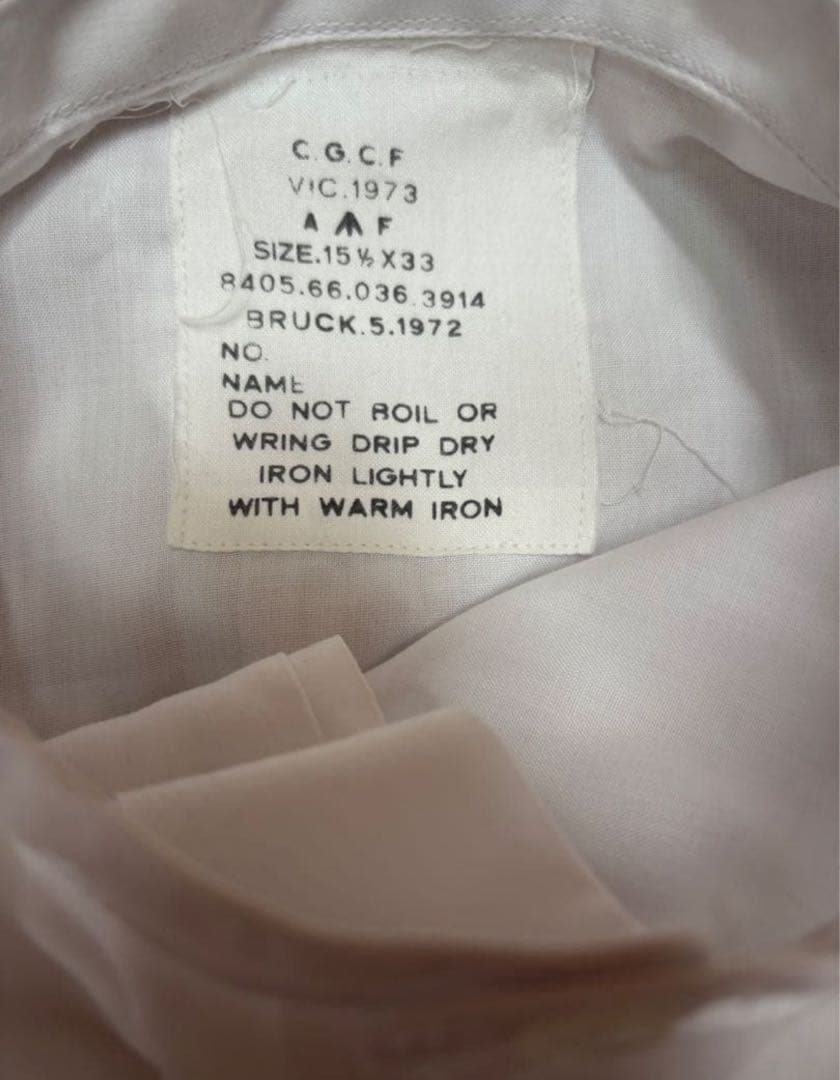 C.G.C.F
VIC.1973
A F
SIZE.15½X33
8405.66.036.3914
BRUCK.5.1972
NO.
NAME
DO NOT BOIL OR
WRING DRIP DRY
IRON LIGHTLY
WITH WARM IRON